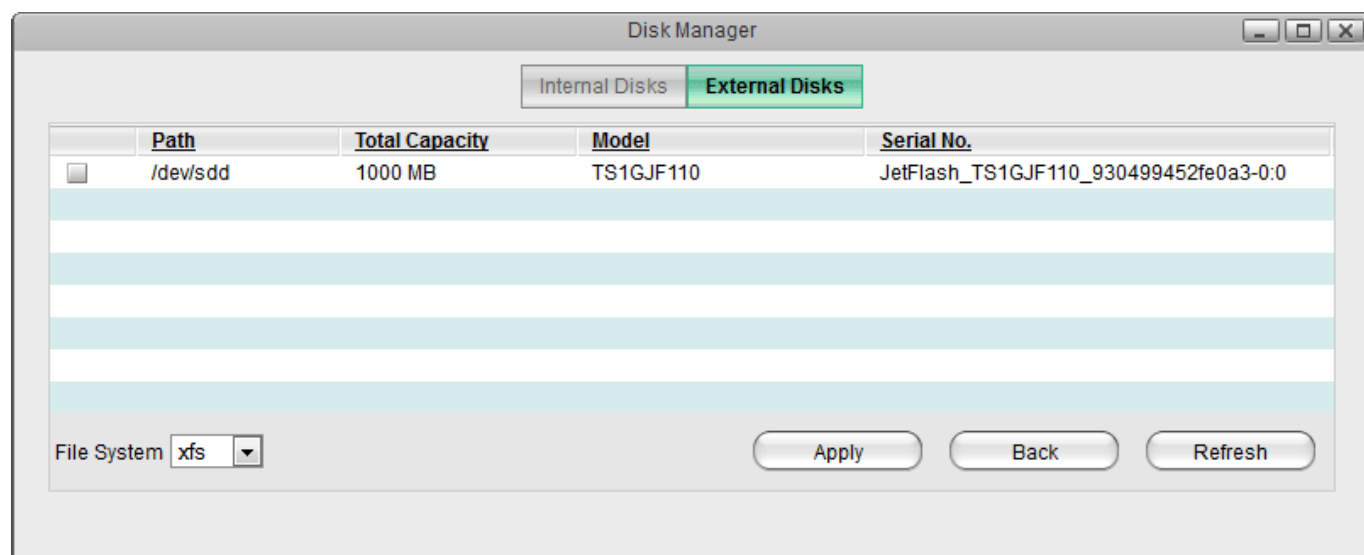 Disk Manager
Internal Disks External Disks
Path Total Capacity Model Serial No.
/dev/sdd 1000 MB TS1GJF110 JetFlash_TS1GJF110_930499452fe0a3-0:0
File System xfs Apply Back Refresh